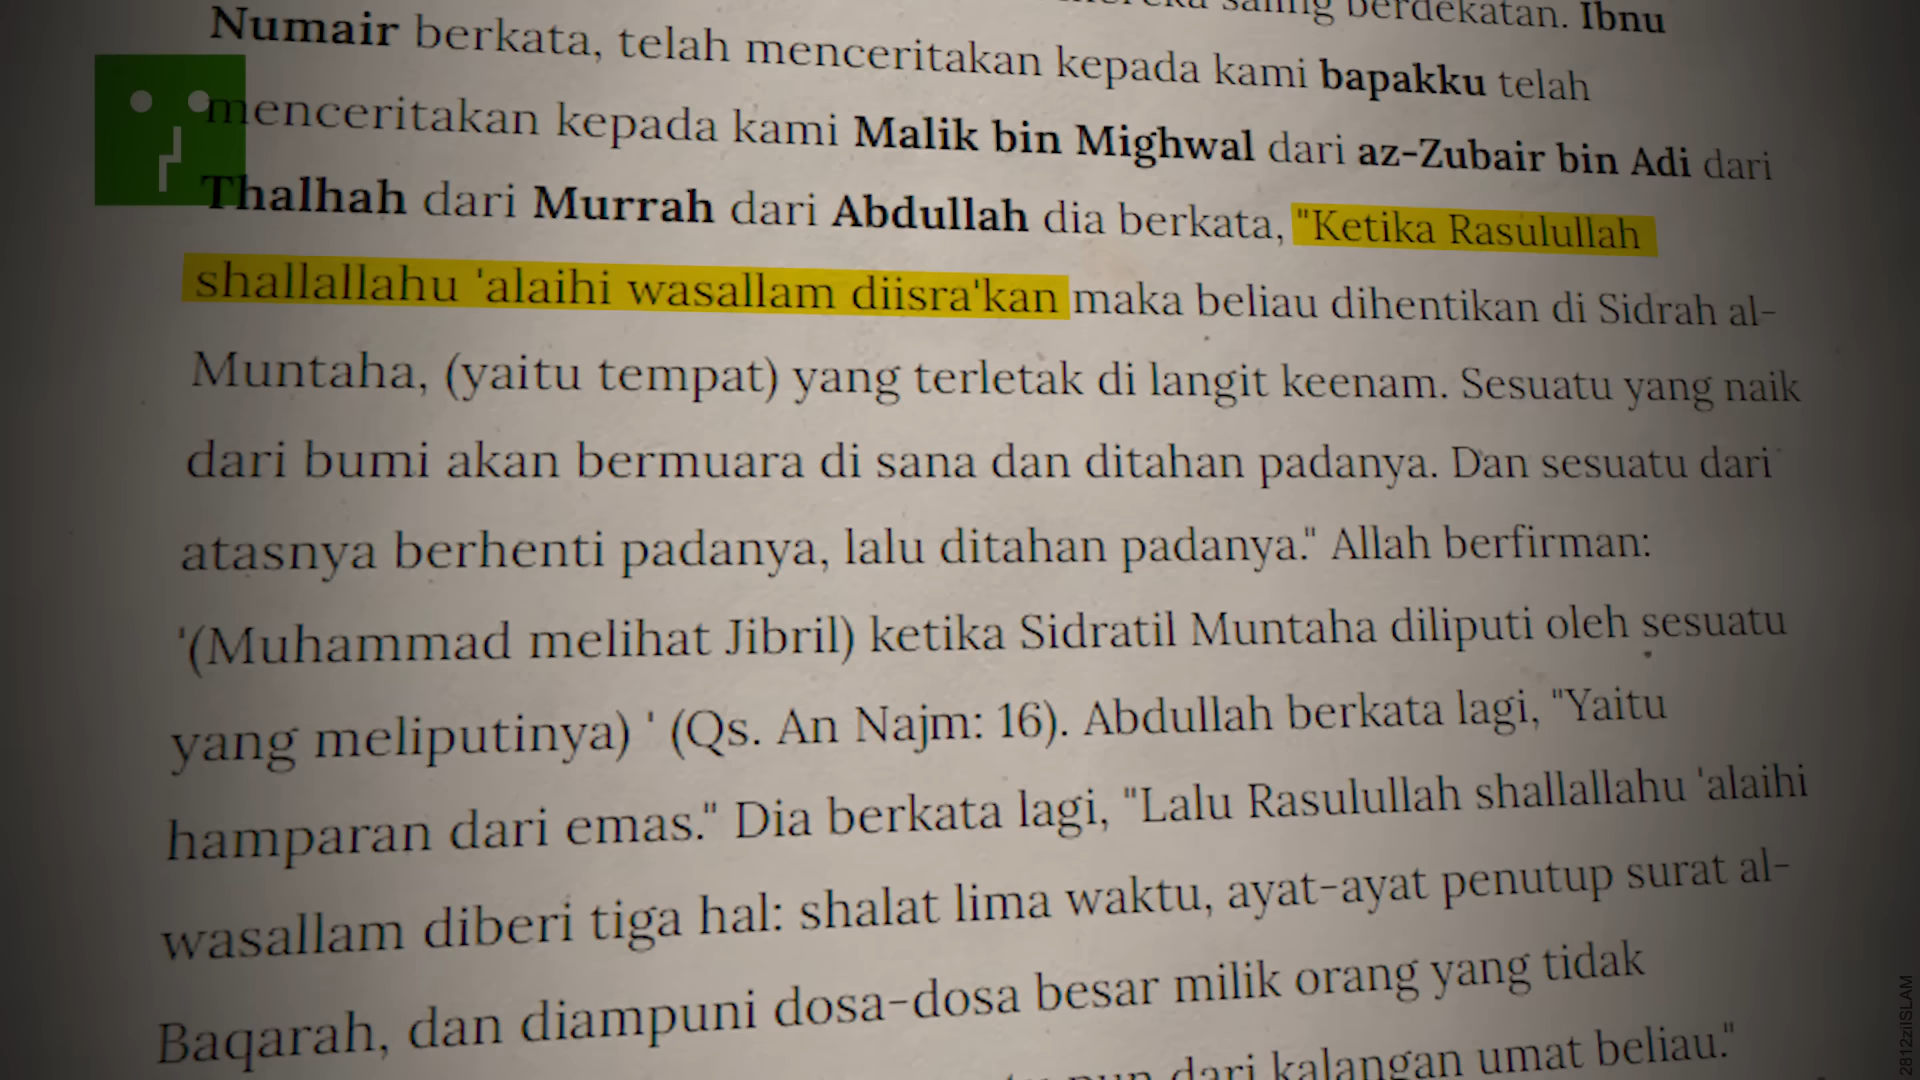 saling berdekatan. Ibnu
Numair berkata, telah menceritakan kepada kami bapakku telah
menceritakan kepada kami Malik bin Mighwal dari az-Zubair bin Adi dari
Thalhah dari Murrah dari Abdullah dia berkata, "Ketika Rasulullah
shallallahu 'alaihi wasallam diisra'kan maka beliau dihentikan di Sidrah al-
Muntaha, (yaitu tempat) yang terletak di langit keenam. Sesuatu yang naik
dari bumi akan bermuara di sana dan ditahan padanya. Dan sesuatu dari
atasnya berhenti padanya, lalu ditahan padanya." Allah berfirman:
'(Muhammad melihat Jibril) ketika Sidratil Muntaha diliputi oleh sesuatu
yang meliputinya) ' (Qs. An Najm: 16). Abdullah berkata lagi, "Yaitu
hamparan dari emas." Dia berkata lagi, "Lalu Rasulullah shallallahu 'alaihi
wasallam diberi tiga hal: shalat lima waktu, ayat-ayat penutup surat al-
Baqarah, dan diampuni dosa-dosa besar milik orang yang tidak
pun dari kalangan umat beliau."
2812ziISLAM